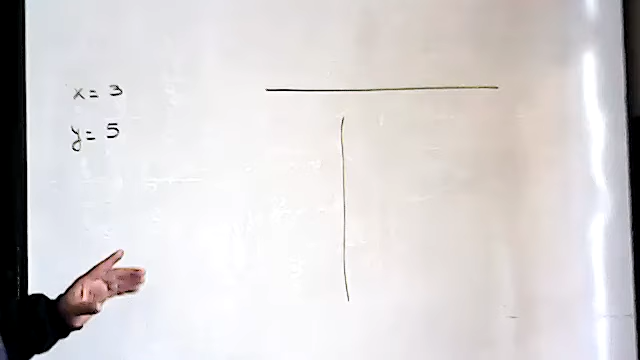 x = 3
y = 5